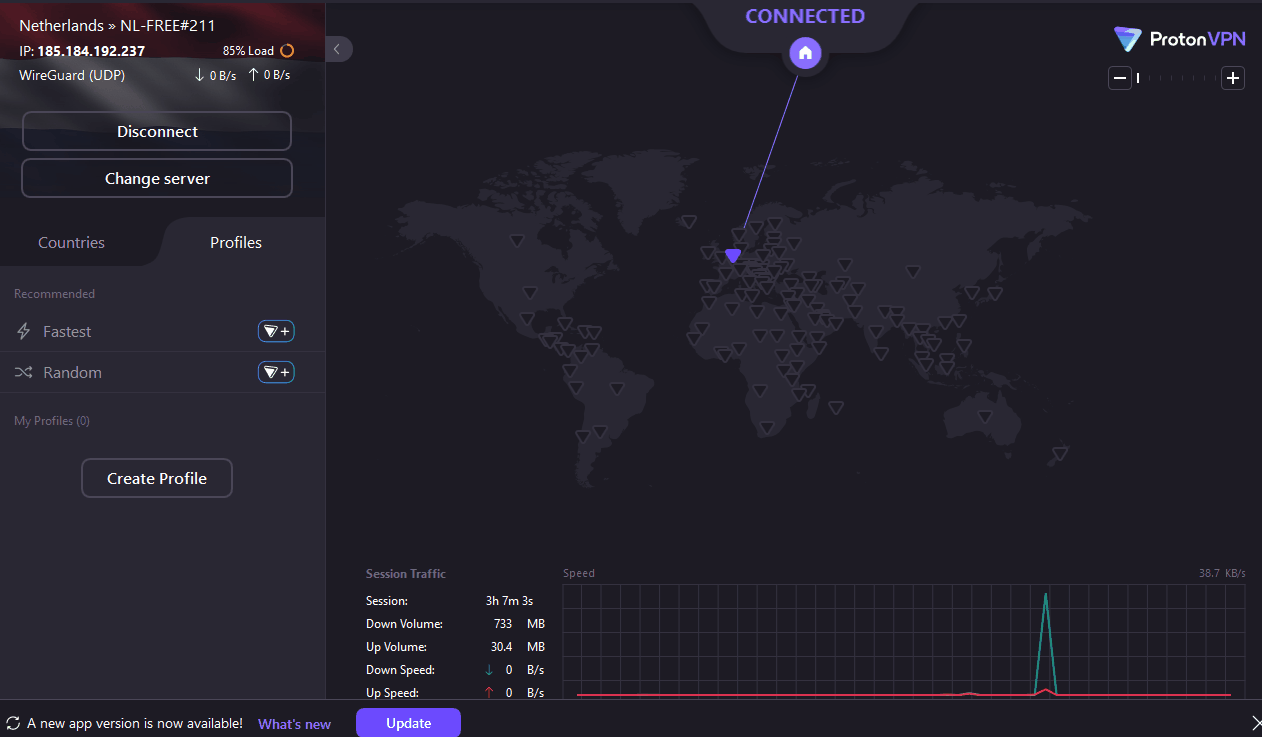 Netherlands » NL-FREE#211
IP: 185.184.192.237
85% Load
WireGuard (UDP)
↓ 0 B/s ↑ 0 B/s
Disconnect
Change server
Countries
Profiles
Recommended
Fastest
+
Random
+
My Profiles (0)
Create Profile
CONNECTED
ProtonVPN
Session Traffic
Session: 3h 7m 3s
Down Volume: 733 MB
Up Volume: 30.4 MB
Down Speed: ↓ 0 B/s
Up Speed: ↑ 0 B/s
Speed
38.7 KB/s
A new app version is now available! What's new
Update